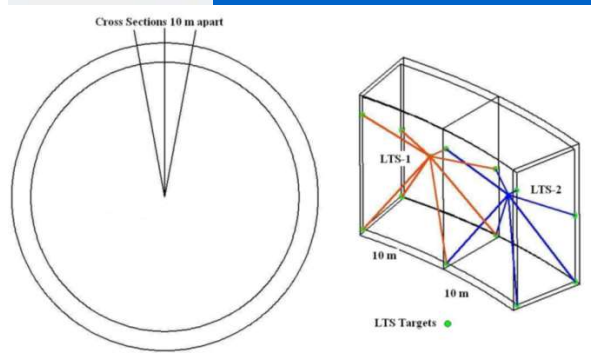 Cross Sections 10 m apart
LTS-1
LTS-2
10 m
10 m
LTS Targets